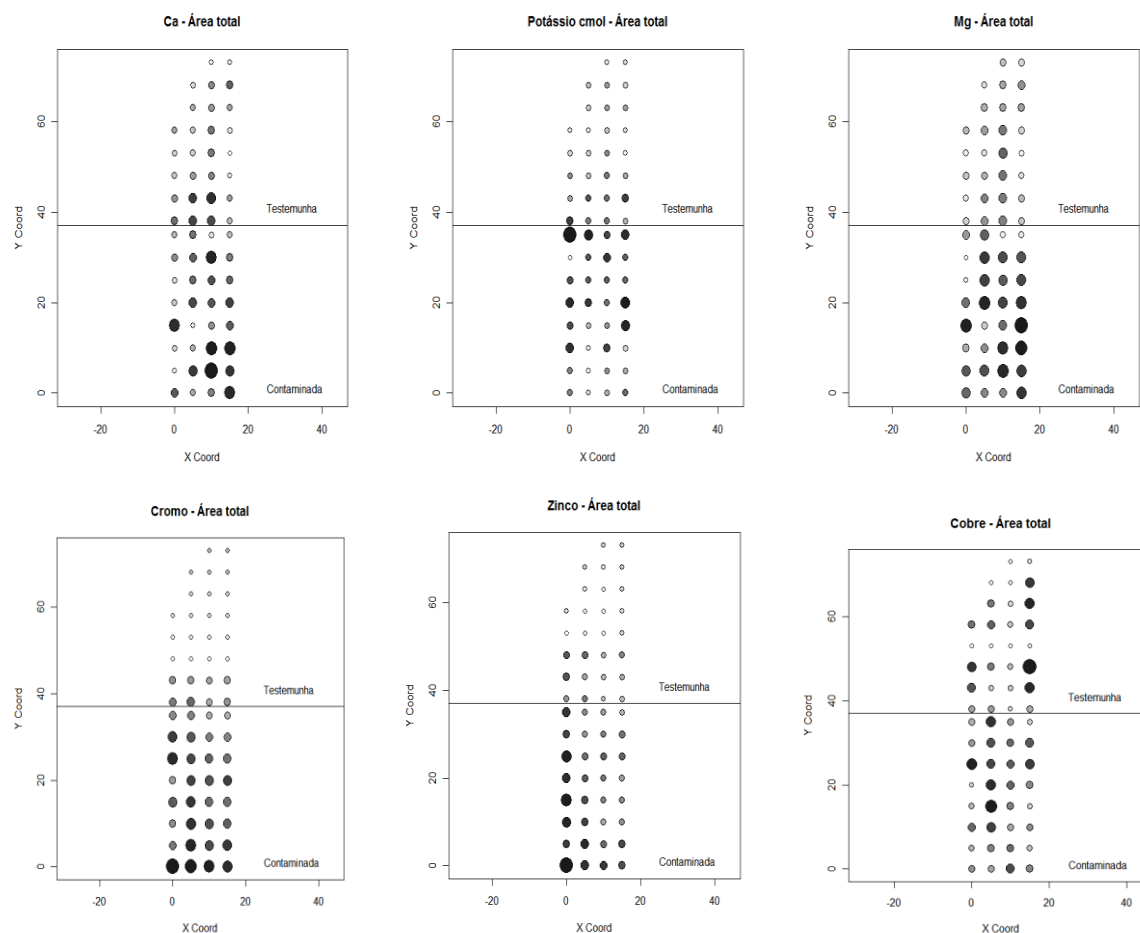 Ca - Área total
Potássio cmol - Área total
Mg - Área total
Y Coord
60
40
20
0
Testemunha
Contaminada
-20 0 20 40
X Coord
Y Coord
60
40
20
0
Testemunha
Contaminada
-20 0 20 40
X Coord
Y Coord
60
40
20
0
Testemunha
Contaminada
-20 0 20 40
X Coord
Cromo - Área total
Zinco - Área total
Cobre - Área total
Y Coord
60
40
20
0
Testemunha
Contaminada
-20 0 20 40
X Coord
Y Coord
60
40
20
0
Testemunha
Contaminada
-20 0 20 40
X Coord
Y Coord
60
40
20
0
Testemunha
Contaminada
-20 0 20 40
X Coord